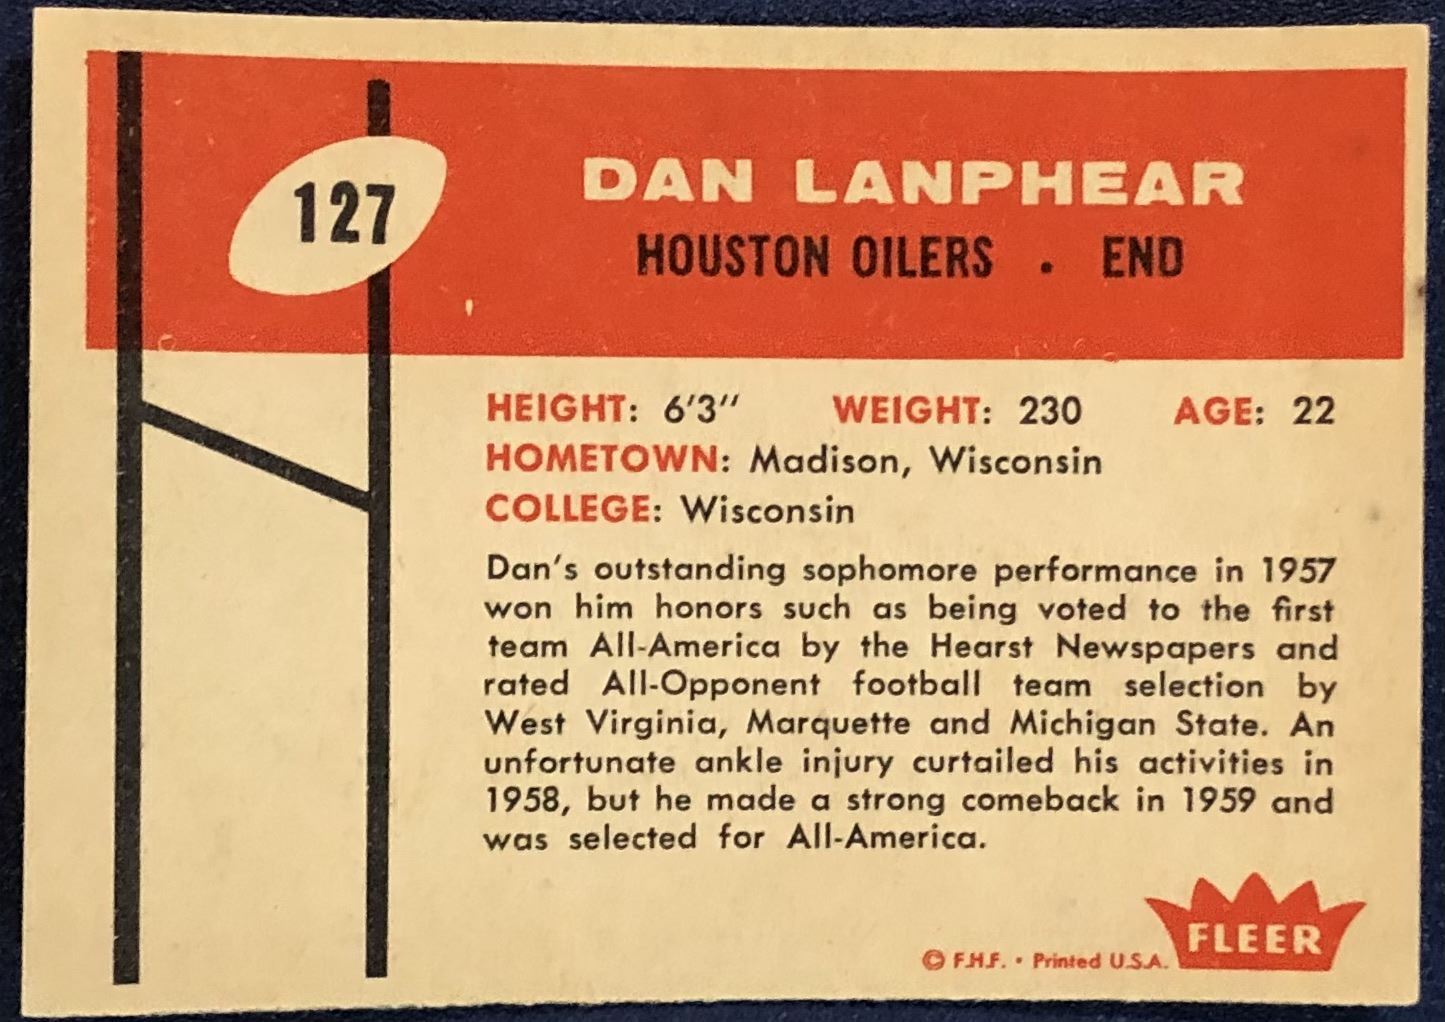 127
DAN LANPHEAR
HOUSTON OILERS . END
HEIGHT: 6'3" WEIGHT: 230 AGE: 22
HOMETOWN: Madison, Wisconsin
COLLEGE: Wisconsin
Dan's outstanding sophomore performance in 1957
won him honors such as being voted to the first
team All-America by the Hearst Newspapers and
rated All-Opponent football team selection by
West Virginia, Marquette and Michigan State. An
unfortunate ankle injury curtailed his activities in
1958, but he made a strong comeback in 1959 and
was selected for All-America.
FLEER
© F.H.F. • Printed U.S.A.